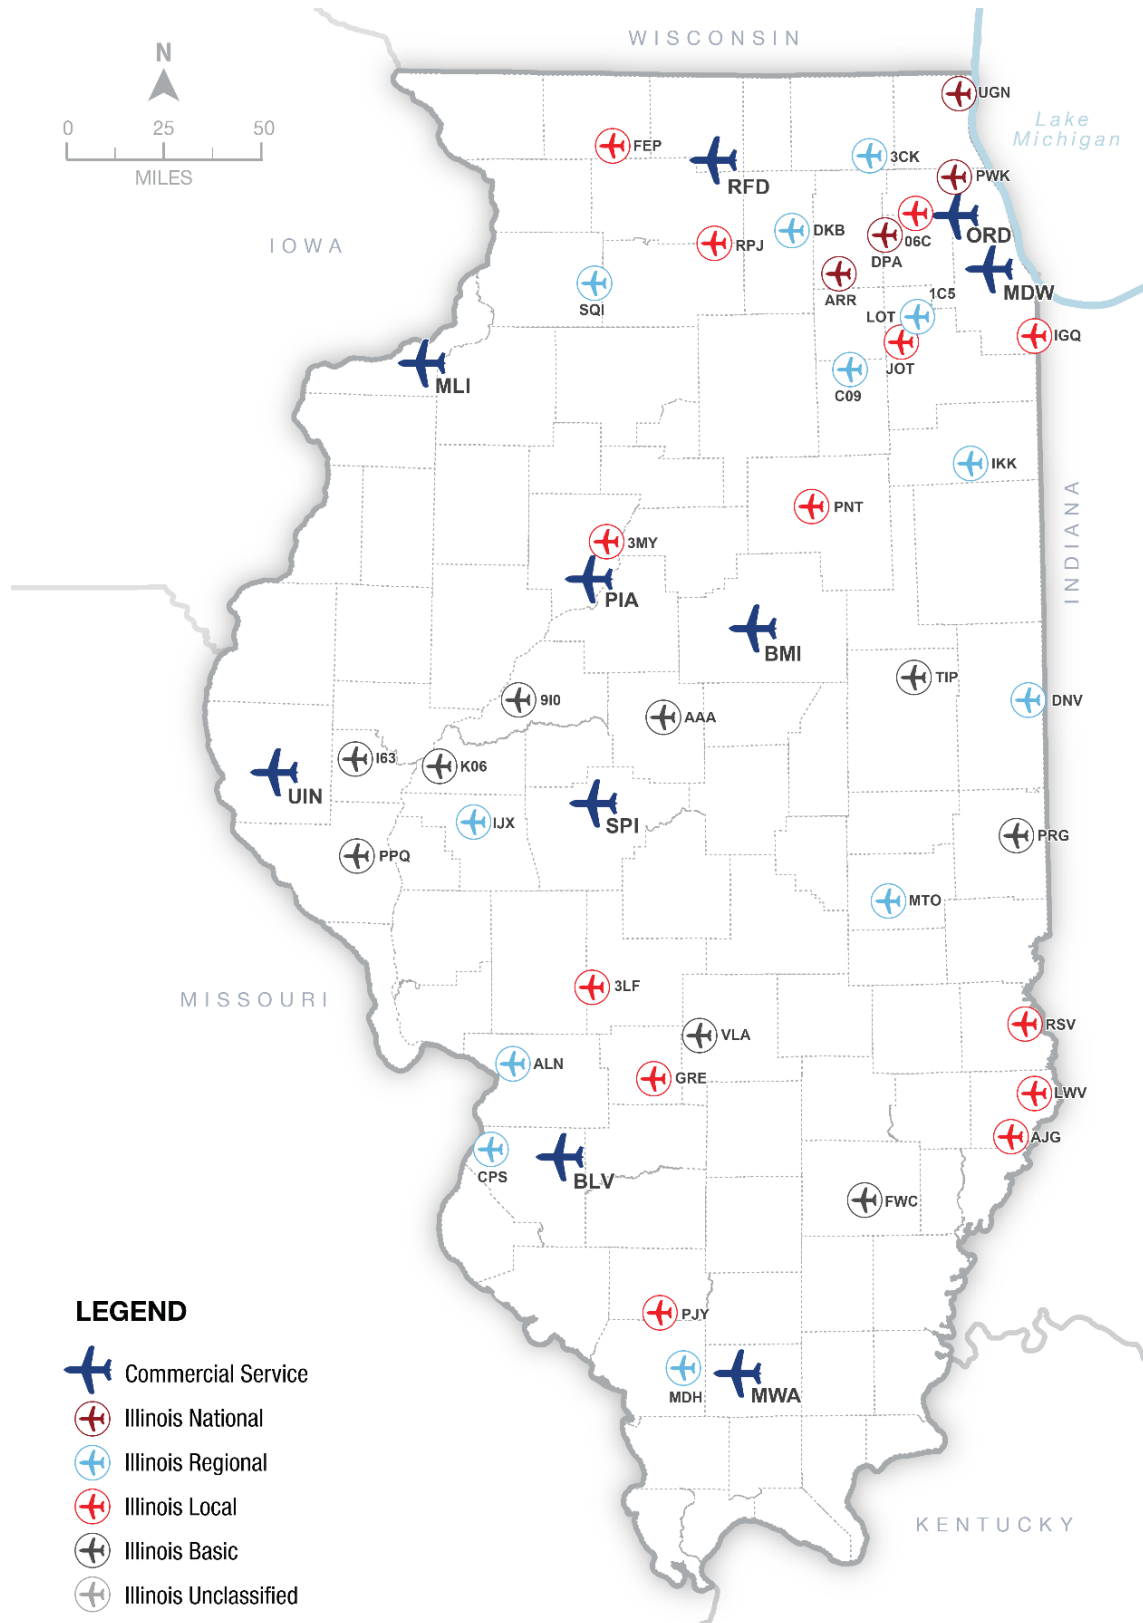 WISCONSIN
N
0 25 50
MILES
UGN
Lake
Michigan
FEP
3CK
RFD
PWK
IOWA
DKB
06C
ORD
RPJ
DPA
MDW
ARR
1C5
SQI
LOT
IGQ
JOT
MLI
C09
IKK
INDIANA
PNT
3MY
PIA
BMI
TIP
9I0
DNV
AAA
I63
K06
UIN
SPI
IJX
PRG
PPQ
MTO
MISSOURI
3LF
RSV
VLA
ALN
GRE
LWV
AJG
CPS
BLV
FWC
PJY
MDH
MWA
KENTUCKY
LEGEND
Commercial Service
Illinois National
Illinois Regional
Illinois Local
Illinois Basic
Illinois Unclassified